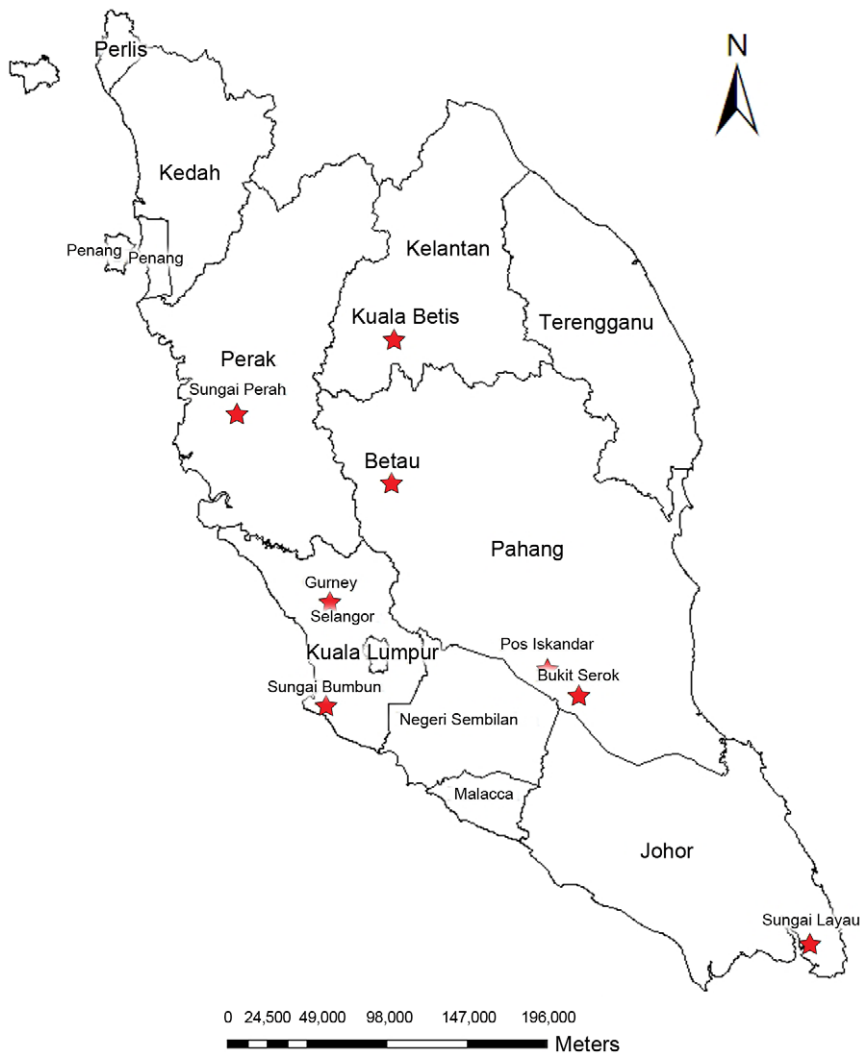 N
Perlis
Kedah
Penang
Penang
Kelantan
Kuala Betis
Terengganu
Perak
Sungai Perah
Betau
Pahang
Gurney
Selangor
Kuala Lumpur
Pos Iskandar
Bukit Serok
Sungai Bumbun
Negeri Sembilan
Malacca
Johor
Sungai Layau
0 24,500 49,000 98,000 147,000 196,000
Meters